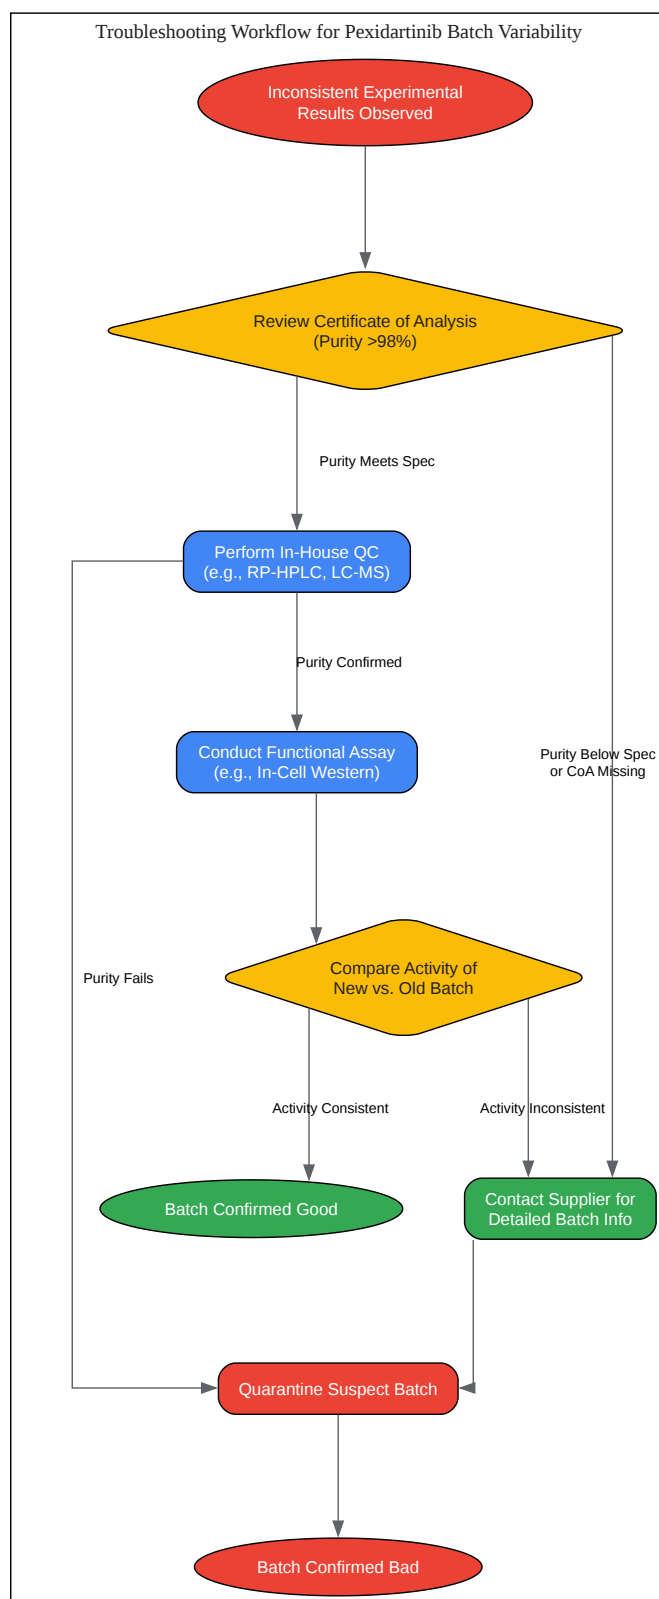 Troubleshooting Workflow for Pexidartinib Batch Variability
Inconsistent Experimental
Results Observed
Review Certificate of Analysis
(Purity >98%)
Purity Meets Spec
Perform In-House QC
(e.g., RP-HPLC, LC-MS)
Purity Confirmed
Conduct Functional Assay
(e.g., In-Cell Western)
Purity Below Spec
or CoA Missing
Compare Activity of
New vs. Old Batch
Purity Fails
Activity Consistent
Activity Inconsistent
Batch Confirmed Good
Contact Supplier for
Detailed Batch Info
Quarantine Suspect Batch
Batch Confirmed Bad